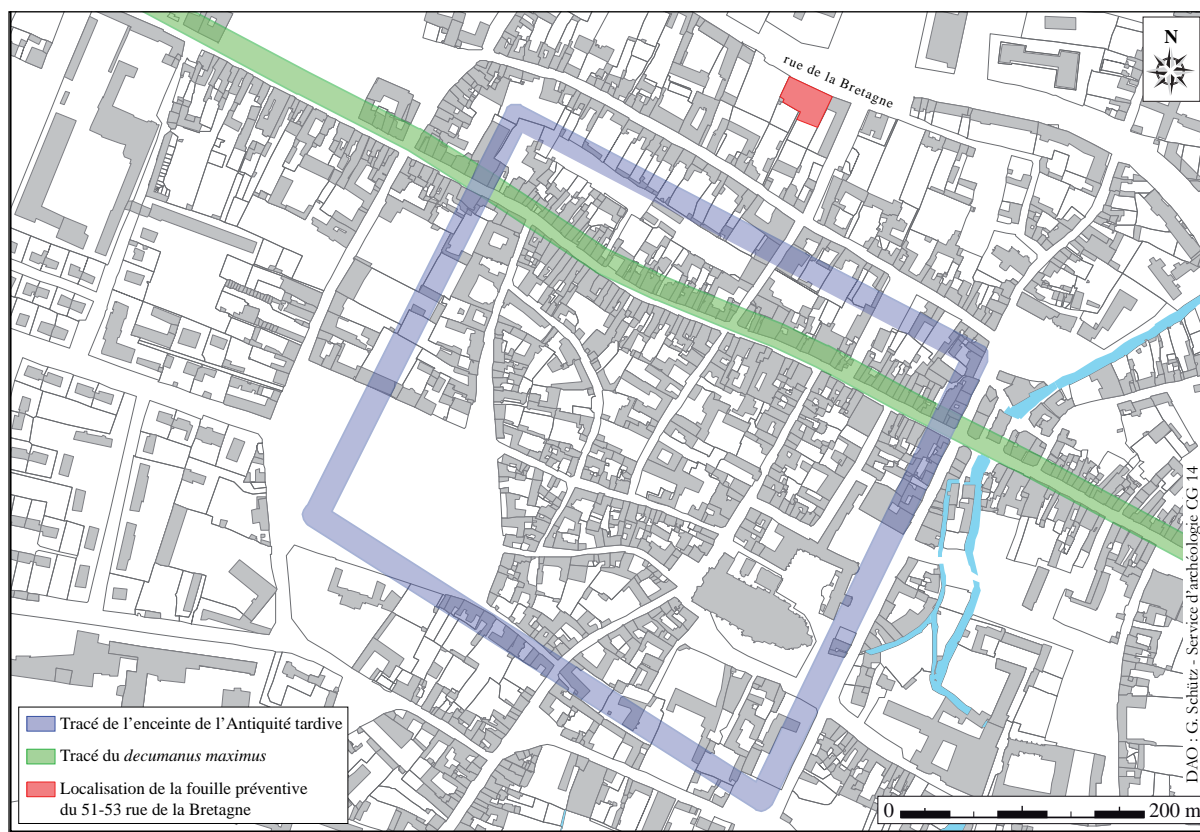 rue de la Bretagne
N
Tracé de l’enceinte de l’Antiquité tardive
Tracé du decumanus maximus
Localisation de la fouille préventive
du 51-53 rue de la Bretagne
0 200 m
DAO : G. Schütz - Service d’archéologie CG 14